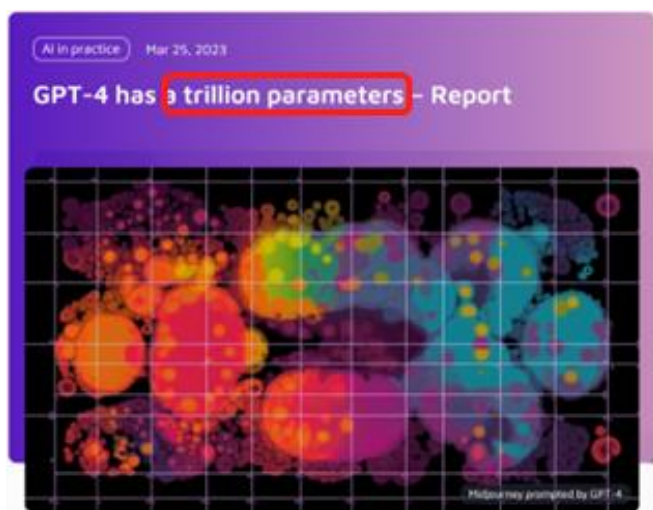 AI in practice Mar 25, 2023
GPT-4 has a trillion parameters – Report
Midjourney prompted by GPT-4